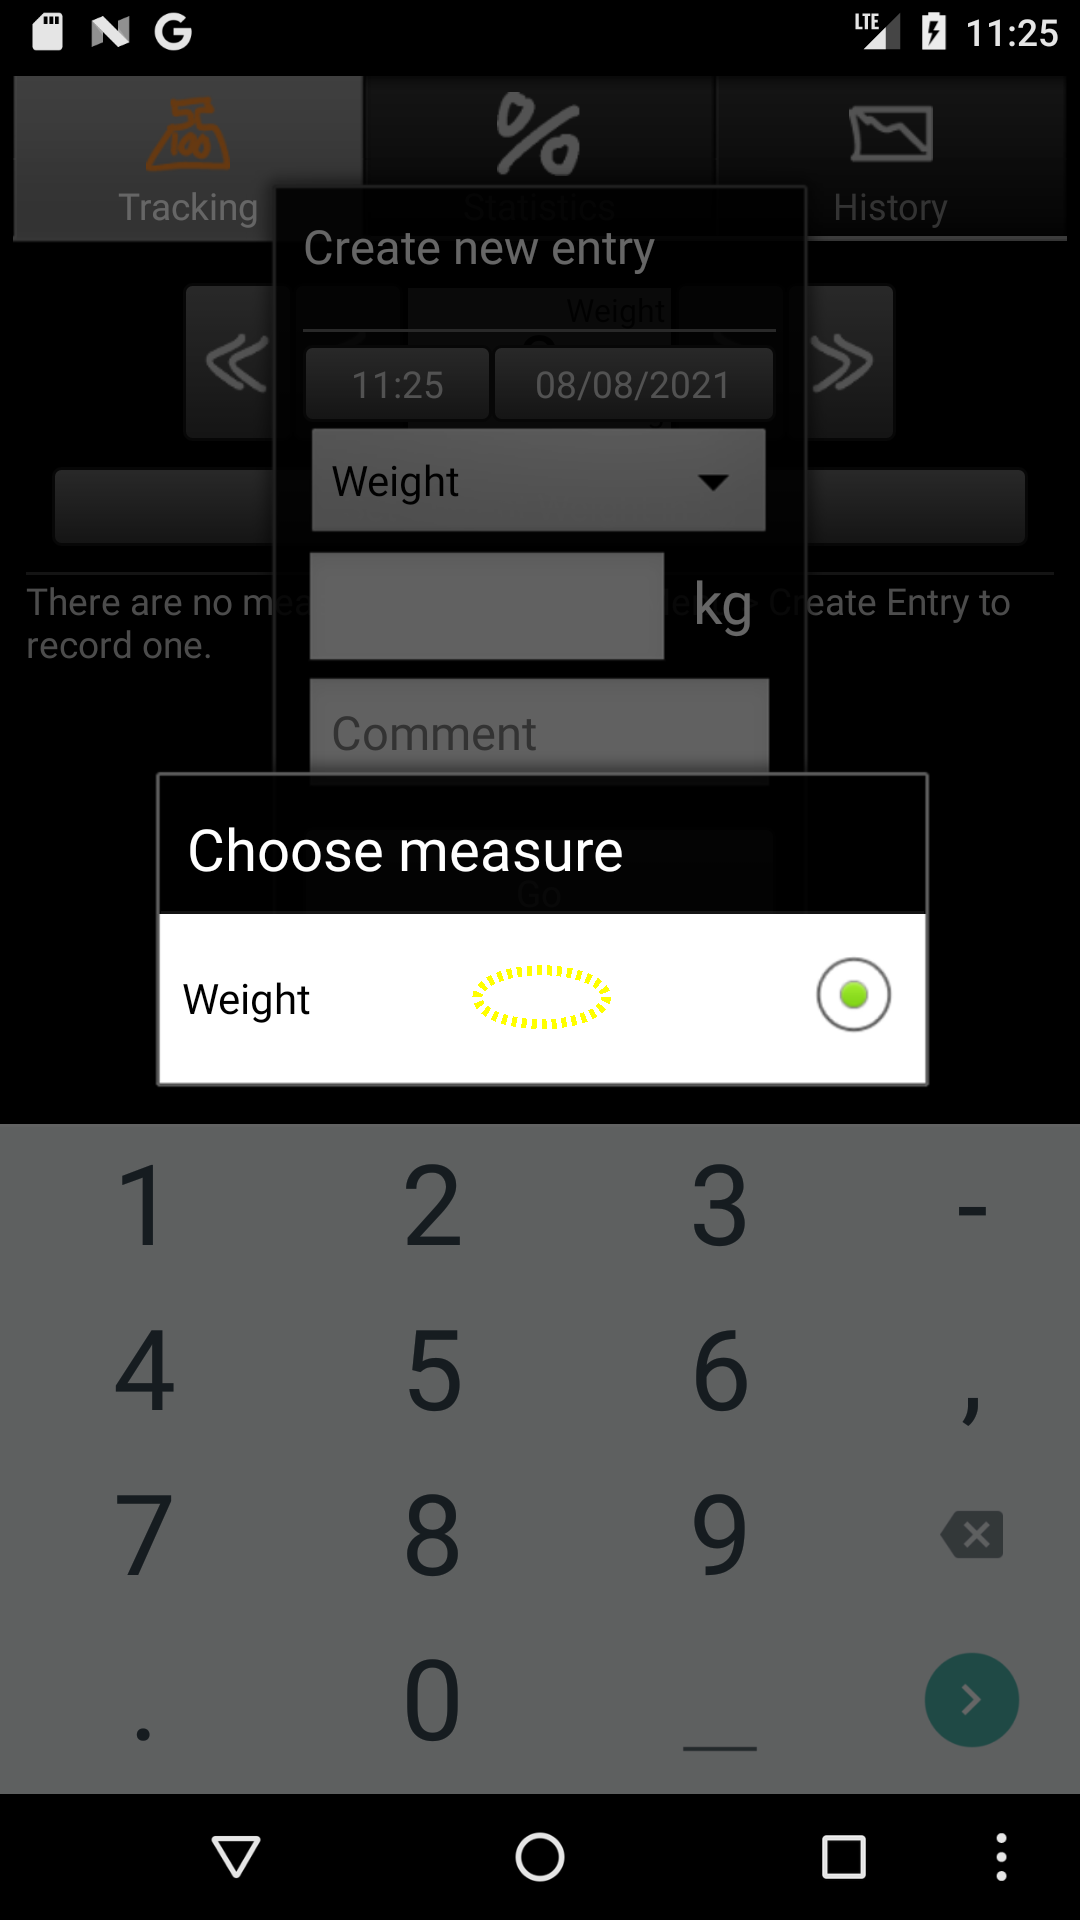 LTE 11:25
Tracking Statistics History
Create new entry
Weight
11:25 08/08/2021
Weight
There are no mea Create Entry to
kg
record one.
Comment
Choose measure
Go
Weight
1 2 3 -
4 5 6 ,
7 8 9
. 0